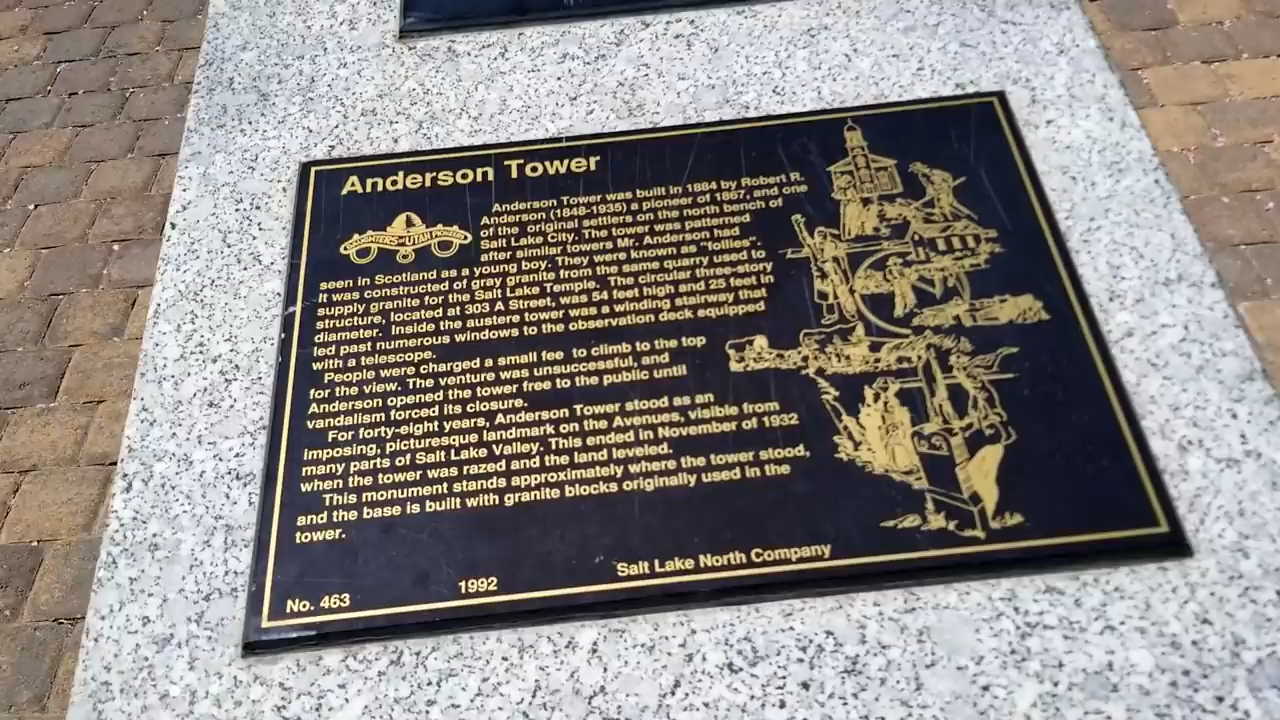 Anderson Tower
DAUGHTERS OF UTAH PIONEERS
Anderson Tower was built in 1884 by Robert R.
Anderson (1848-1935) a pioneer of 1867, and one
of the original settlers on the north bench of
Salt Lake City. The tower was patterned
after similar towers Mr. Anderson had
seen in Scotland as a young boy. They were known as "follies".
It was constructed of gray granite from the same quarry used to
supply granite for the Salt Lake Temple. The circular three-story
structure, located at 303 A Street, was 54 feet high and 25 feet in
diameter. Inside the austere tower was a winding stairway that
led past numerous windows to the observation deck equipped
with a telescope.
People were charged a small fee to climb to the top
for the view. The venture was unsuccessful, and
Anderson opened the tower free to the public until
vandalism forced its closure.
For forty-eight years, Anderson Tower stood as an
imposing, picturesque landmark on the Avenues, visible from
many parts of Salt Lake Valley. This ended in November of 1932
when the tower was razed and the land leveled.
This monument stands approximately where the tower stood,
and the base is built with granite blocks originally used in the
tower.
No. 463 1992 Salt Lake North Company